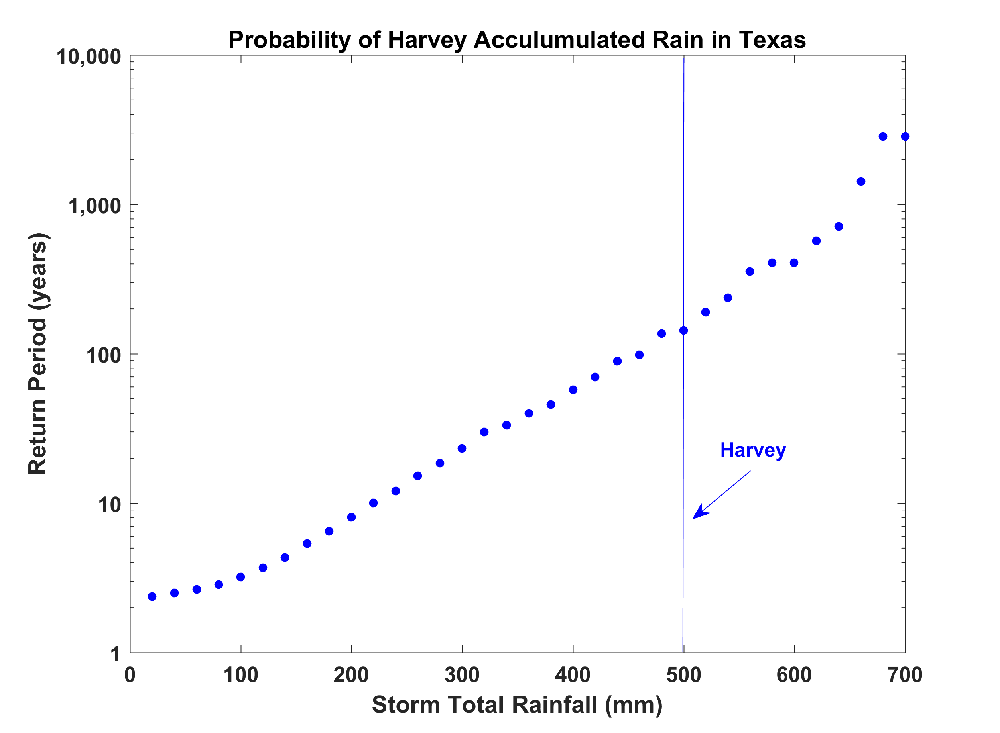 Probability of Harvey Acculumulated Rain in Texas
10,000
1,000
100
10
1
Return Period (years)
Harvey
0 100 200 300 400 500 600 700
Storm Total Rainfall (mm)